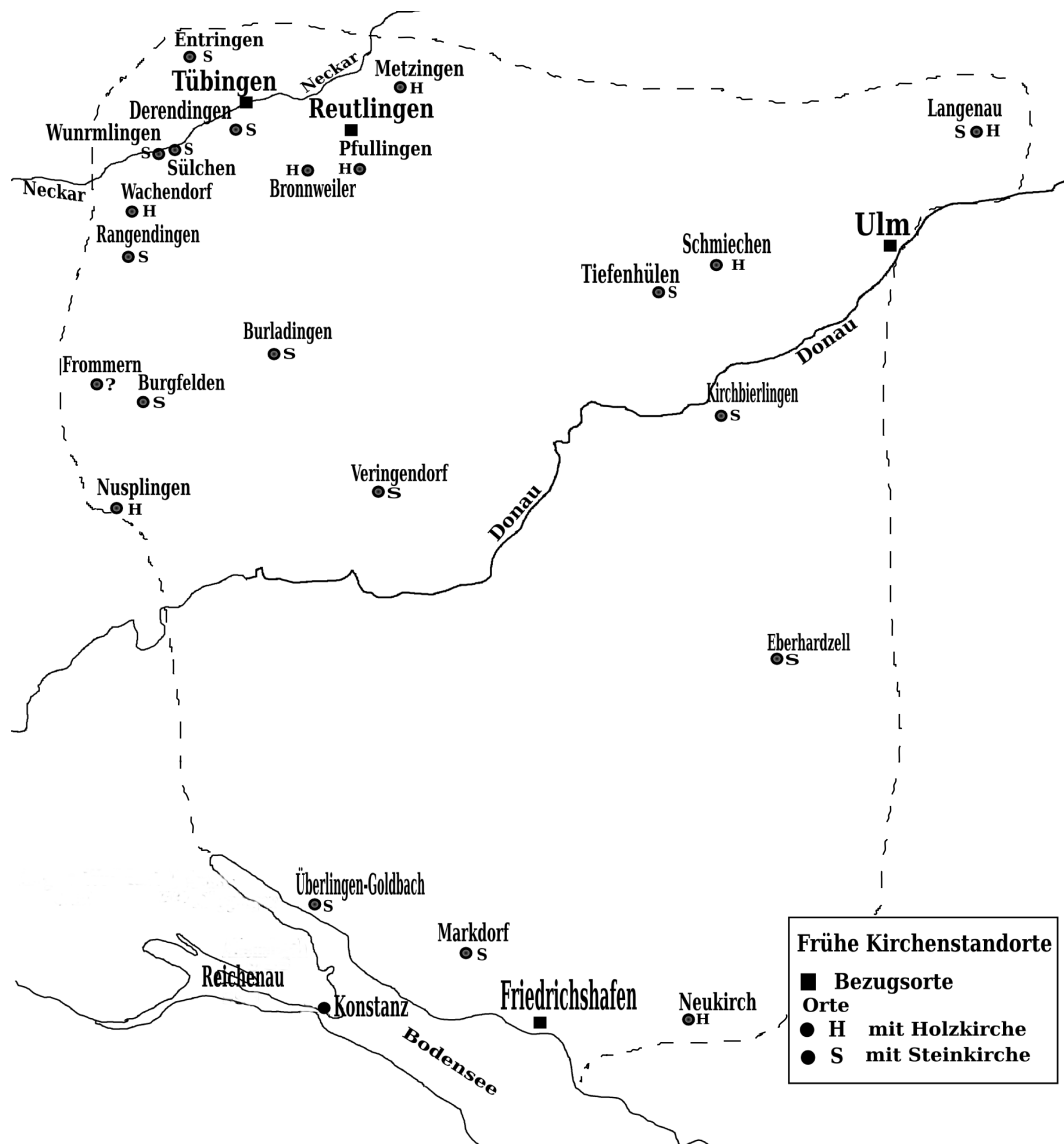 Entringen
S
Tübingen
Neckar
Metzingen
H
Derendingen
S
Reutlingen
Langenau
S H
Wunrmlingen
S
S
Sülchen
Pfullingen
H
H
Bronnweiler
Neckar
Wachendorf
H
Rangendingen
S
Ulm
Schmiechen
H
Tiefenhülen
S
Burladingen
S
Donau
Frommern
?
Burgfelden
S
Kirchbierlingen
S
Veringendorf
S
Nusplingen
H
Donau
Eberhardzell
S
Überlingen-Goldbach
S
Markdorf
S
Reichenau
Konstanz
Friedrichshafen
Neukirch
H
Bodensee
Frühe Kirchenstandorte
Bezugsorte
Orte
H mit Holzkirche
S mit Steinkirche